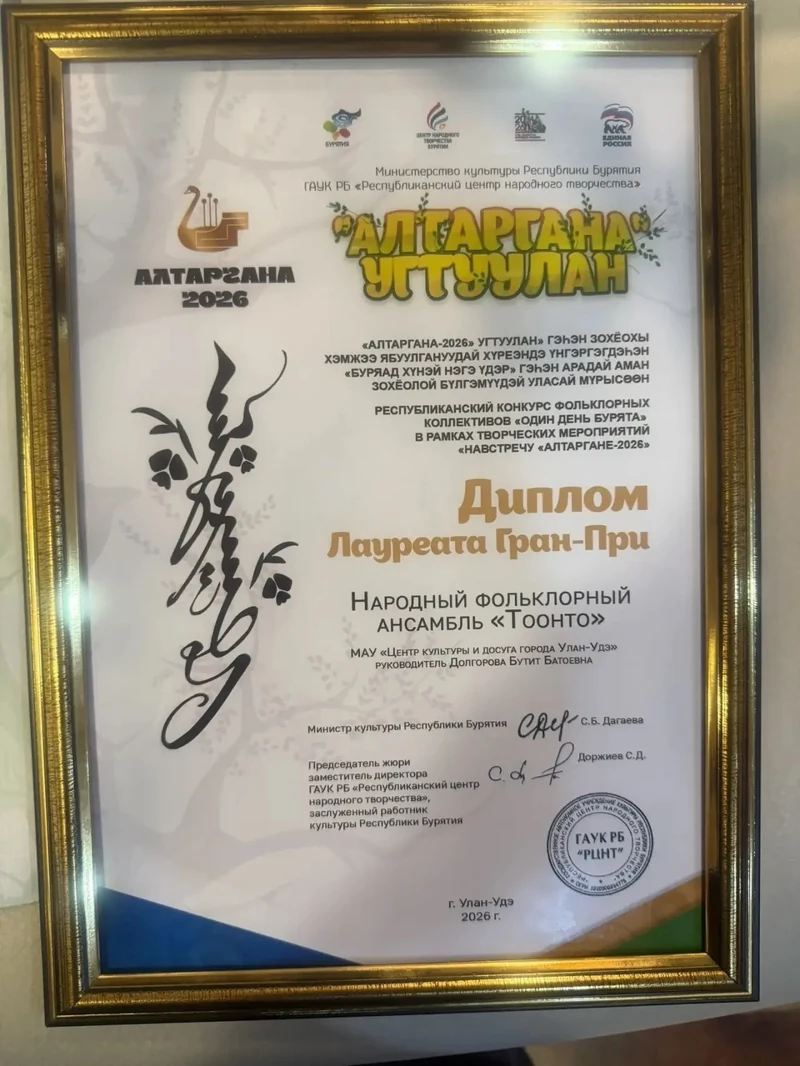 БУРЯТИЯ
ЦЕНТР НАРОДНОГО
ТВОРЧЕСТВА
БУРЯТИИ
ЕДИНАЯ
РОССИЯ
Министерство культуры Республики Бурятия
ГАУК РБ «Республиканский центр народного творчества»
АЛТАРГАНА
2026
"АЛТАРГАНА"
УГТУУЛАН
«АЛТАРГАНА-2026» УГТУУЛАН» ГЭҺЭН ЗОХЁОХЫ
ХЭМЖЭЭ ЯБУУЛГАНУУДАЙ ХҮРЕЭНДЭ ҮНГЭРГЭГДЭҺЭН
«БУРЯАД ХҮНЭЙ НЭГЭ ҮДЭР» ГЭҺЭН АРАДАЙ АМАН
ЗОХЁОЛОЙ БҮЛГЭМҮҮДЭЙ УЛАСАЙ МҮРЫСӨӨН
РЕСПУБЛИКАНСКИЙ КОНКУРС ФОЛЬКЛОРНЫХ
КОЛЛЕКТИВОВ «ОДИН ДЕНЬ БУРЯТА»
В РАМКАХ ТВОРЧЕСКИХ МЕРОПРИЯТИЙ
«НАВСТРЕЧУ «АЛТАРГАНЕ-2026»
Диплом
Лауреата Гран-При
Народный фольклорный
ансамбль «Тоонто»
МАУ «Центр культуры и досуга города Улан-Удэ»
руководитель Долгорова Бутит Батоевна
Министр культуры Республики Бурятия
С.Б. Дагаева
Председатель жюри
заместитель директора
ГАУК РБ «Республиканский центр
народного творчества»,
заслуженный работник
культуры Республики Бурятия
Доржиев С.Д.
ГАУК РБ
"РЦНТ"
г. Улан-Удэ
2026 г.